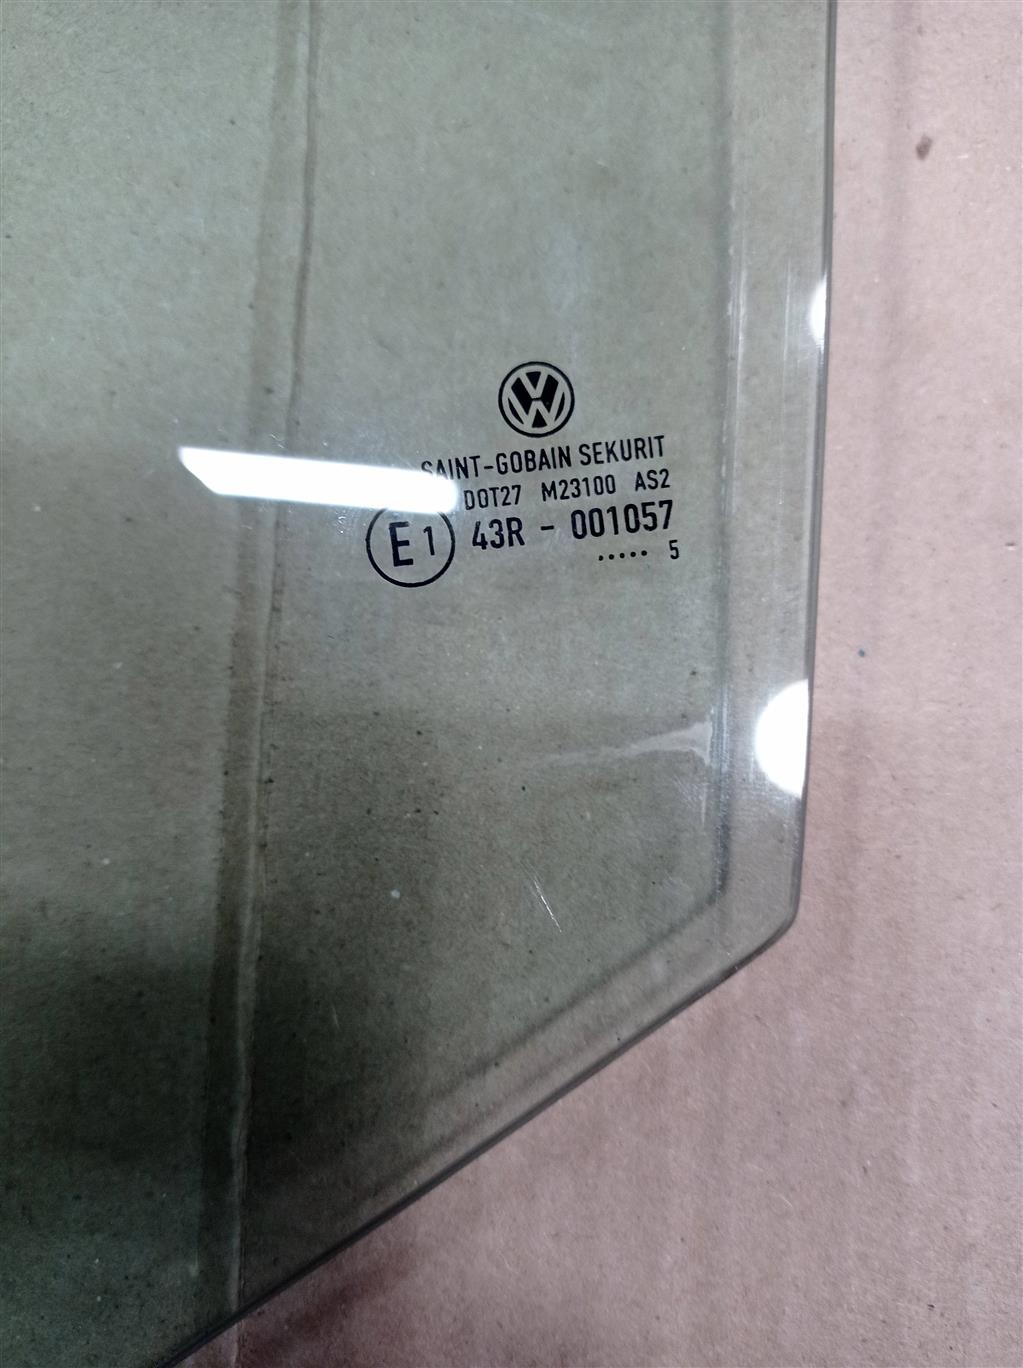 SAINT-GOBAIN SEKURIT
DOT27 M23100 AS2
E1 43R - 001057
..... 5